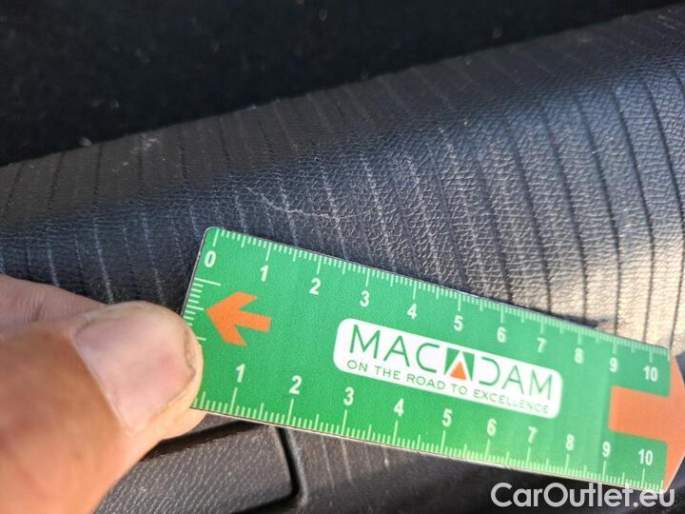 0 1 2 3 4 5 6 7 8 9 10
MACADAM
ON THE ROAD TO EXCELLENCE
1 2 3 4 5 6 7 8 9 10
CarOutlet.eu